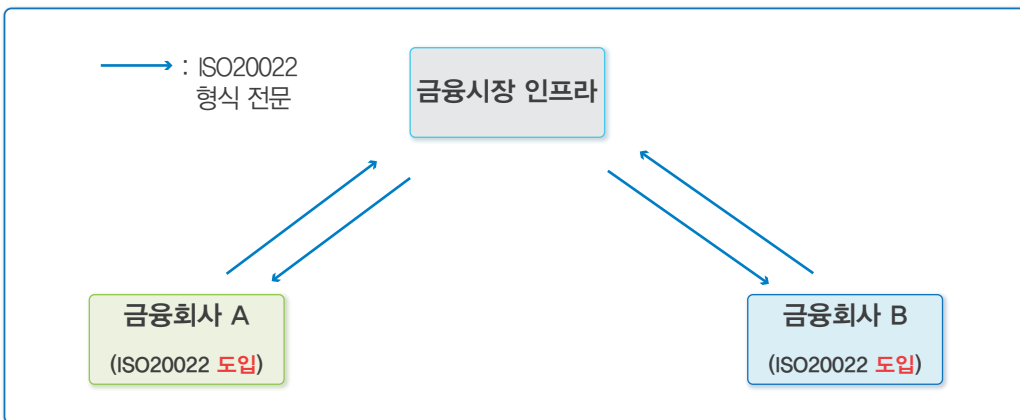 : ISO20022
형식 전문
금융시장 인프라
금융회사 A
(ISO20022 도입)
금융회사 B
(ISO20022 도입)